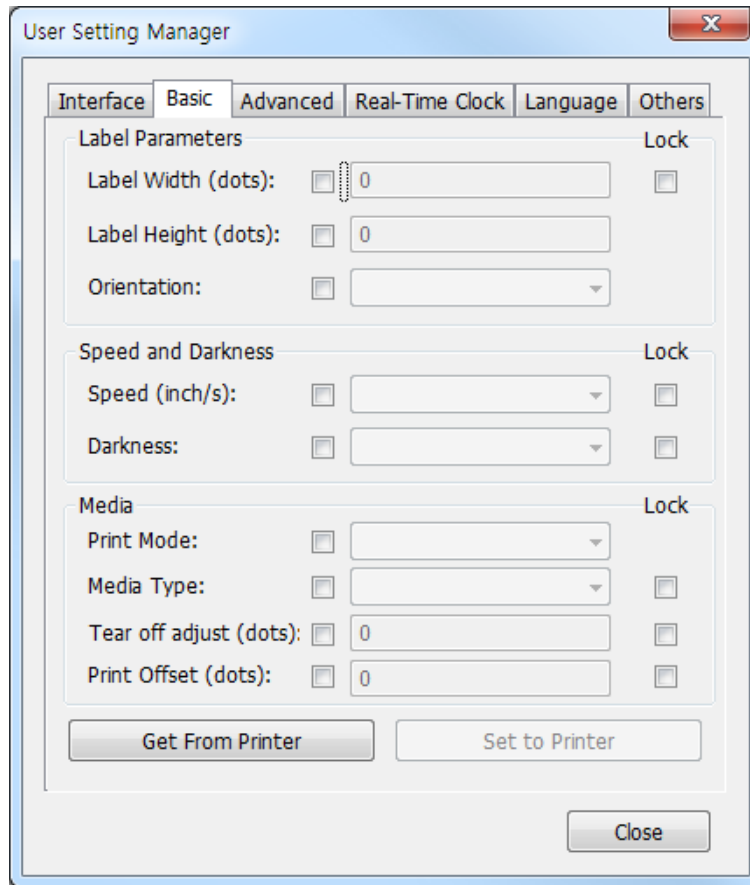 User Setting Manager
Interface Basic Advanced Real-Time Clock Language Others
Label Parameters Lock
Label Width (dots): 0
Label Height (dots): 0
Orientation:
Speed and Darkness Lock
Speed (inch/s):
Darkness:
Media Lock
Print Mode:
Media Type:
Tear off adjust (dots): 0
Print Offset (dots): 0
Get From Printer Set to Printer
Close